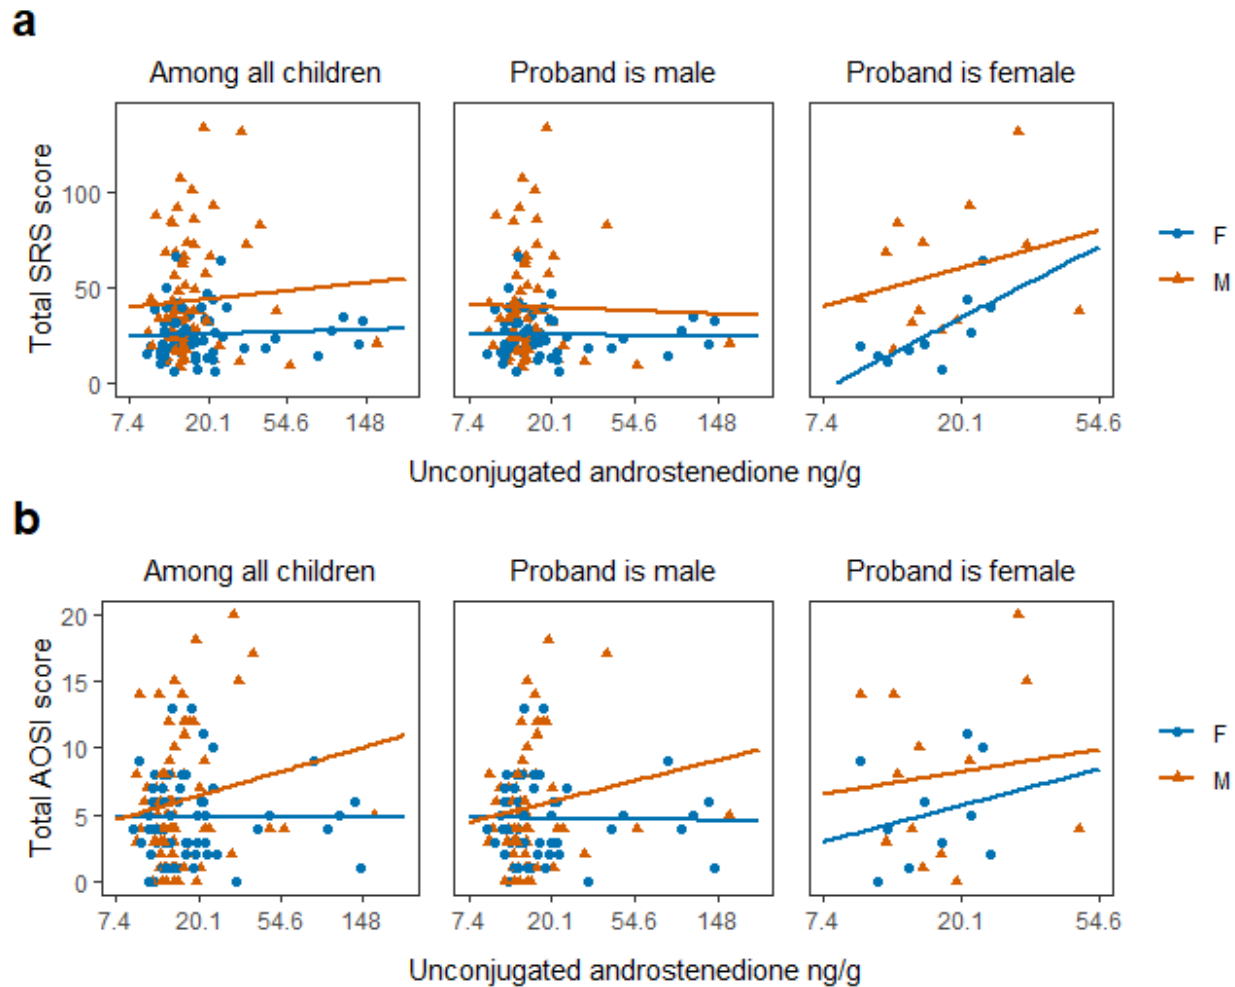 a
Among all children
Proband is male
Proband is female
Total SRS score
100
50
0
7.4 20.1 54.6 148
7.4 20.1 54.6 148
7.4 20.1 54.6
Unconjugated androstenedione ng/g
F
M
b
Among all children
Proband is male
Proband is female
Total AOSI score
20
15
10
5
0
7.4 20.1 54.6 148
7.4 20.1 54.6 148
7.4 20.1 54.6
Unconjugated androstenedione ng/g
F
M